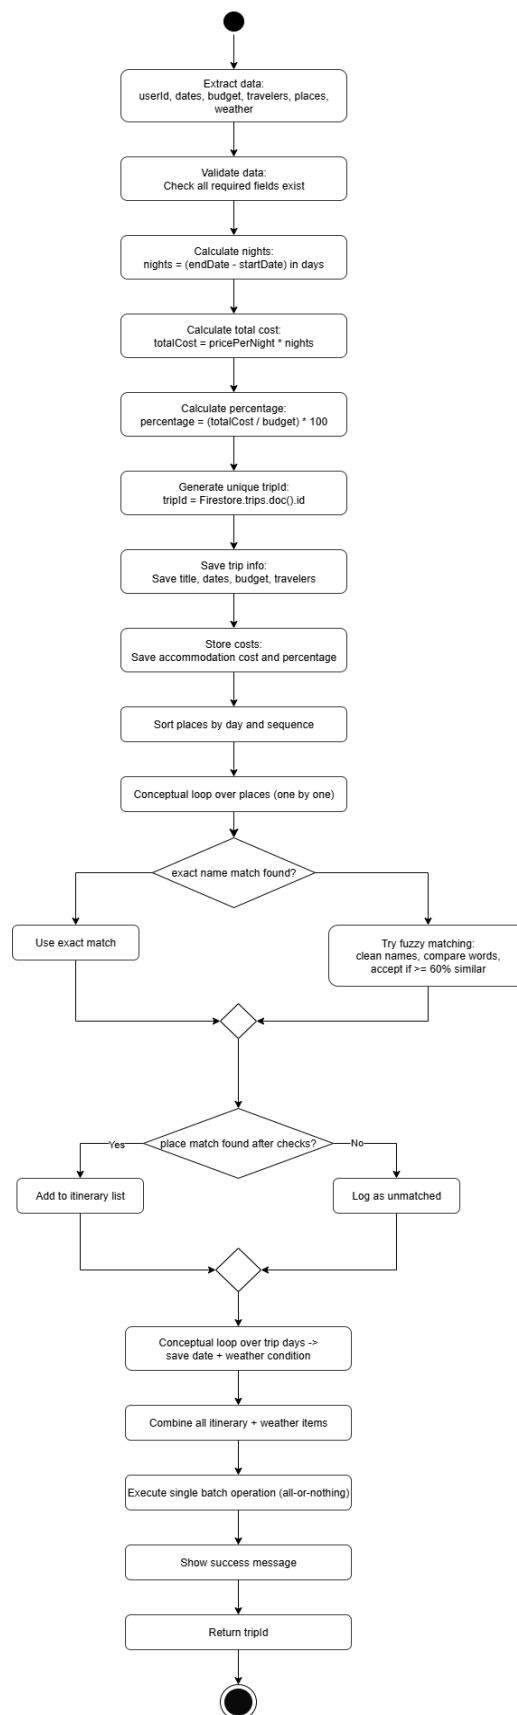 Extract data:
userId, dates, budget, travelers, places,
weather
Validate data:
Check all required fields exist
Calculate nights:
nights = (endDate - startDate) in days
Calculate total cost:
totalCost = pricePerNight * nights
Calculate percentage:
percentage = (totalCost / budget) * 100
Generate unique tripId:
tripId = Firestore.trips.doc().id
Save trip info:
Save title, dates, budget, travelers
Store costs:
Save accommodation cost and percentage
Sort places by day and sequence
Conceptual loop over places (one by one)
exact name match found?
Use exact match
Try fuzzy matching:
clean names, compare words,
accept if >= 60% similar
Yes
place match found after checks?
No
Add to itinerary list
Log as unmatched
Conceptual loop over trip days ->
save date + weather condition
Combine all itinerary + weather items
Execute single batch operation (all-or-nothing)
Show success message
Return tripId